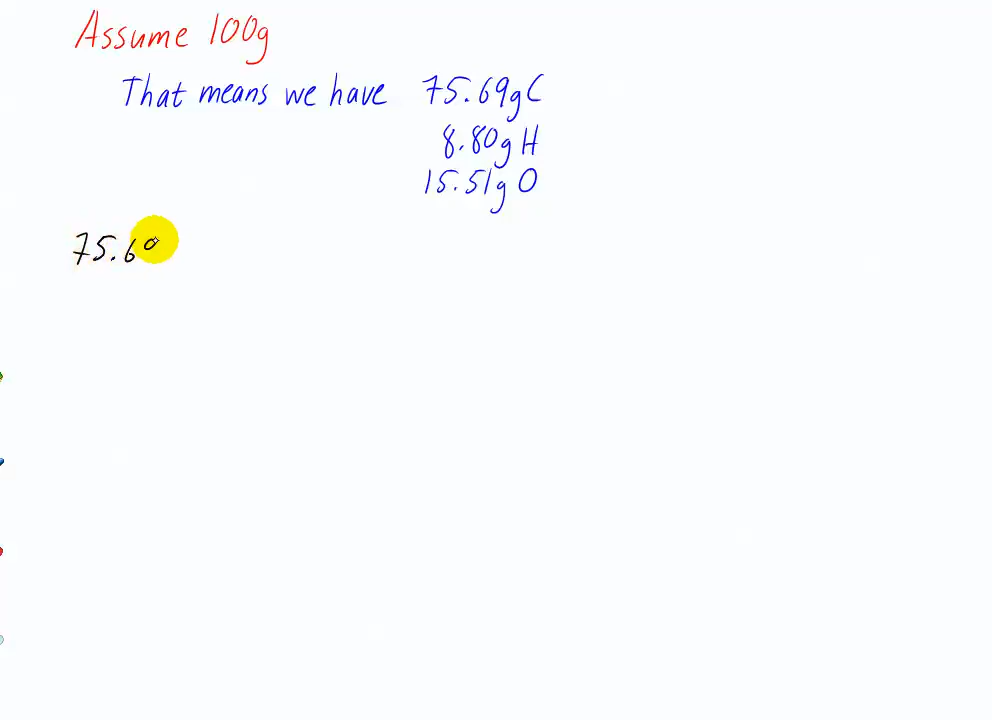 Assume 100g
That means we have 75.69g C
8.80g H
15.51g O
75.6